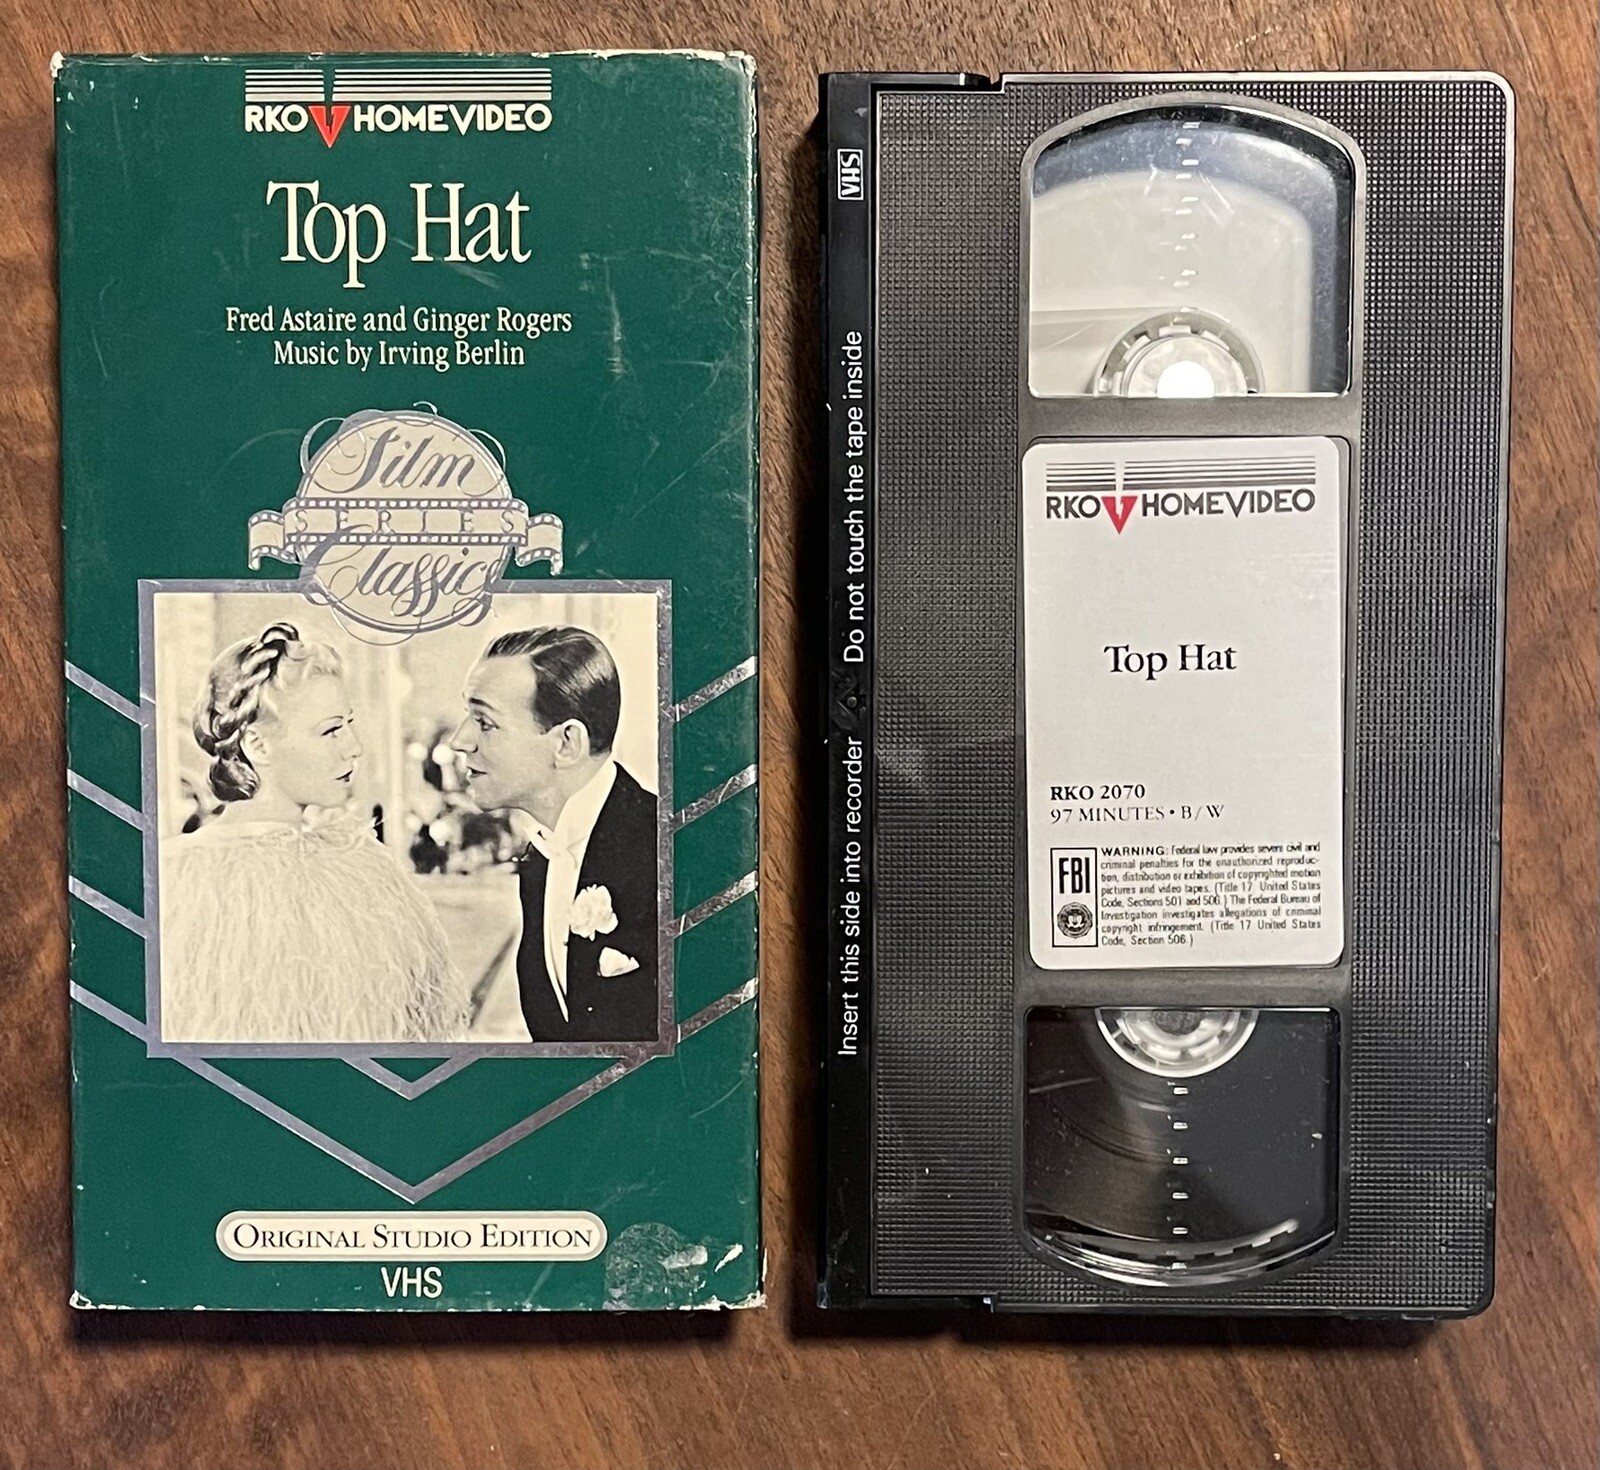 RKO HOMEVIDEO
Top Hat
Fred Astaire and Ginger Rogers
Music by Irving Berlin
Film
SERIES
Classics
ORIGINAL STUDIO EDITION
VHS
VHS
Insert this side into recorder Do not touch the tape inside
RKO HOMEVIDEO
Top Hat
RKO 2070
97 MINUTES • B/W
FBI
WARNING: Federal law provides severe civil and
criminal penalties for the unauthorized reproduc-
tion, distribution or exhibition of copyrighted motion
pictures and video tapes. (Title 17 United States
Code, Sections 501 and 506.) The Federal Bureau of
Investigation investigates allegations of criminal
copyright infringement. (Title 17 United States
Code, Section 506.)